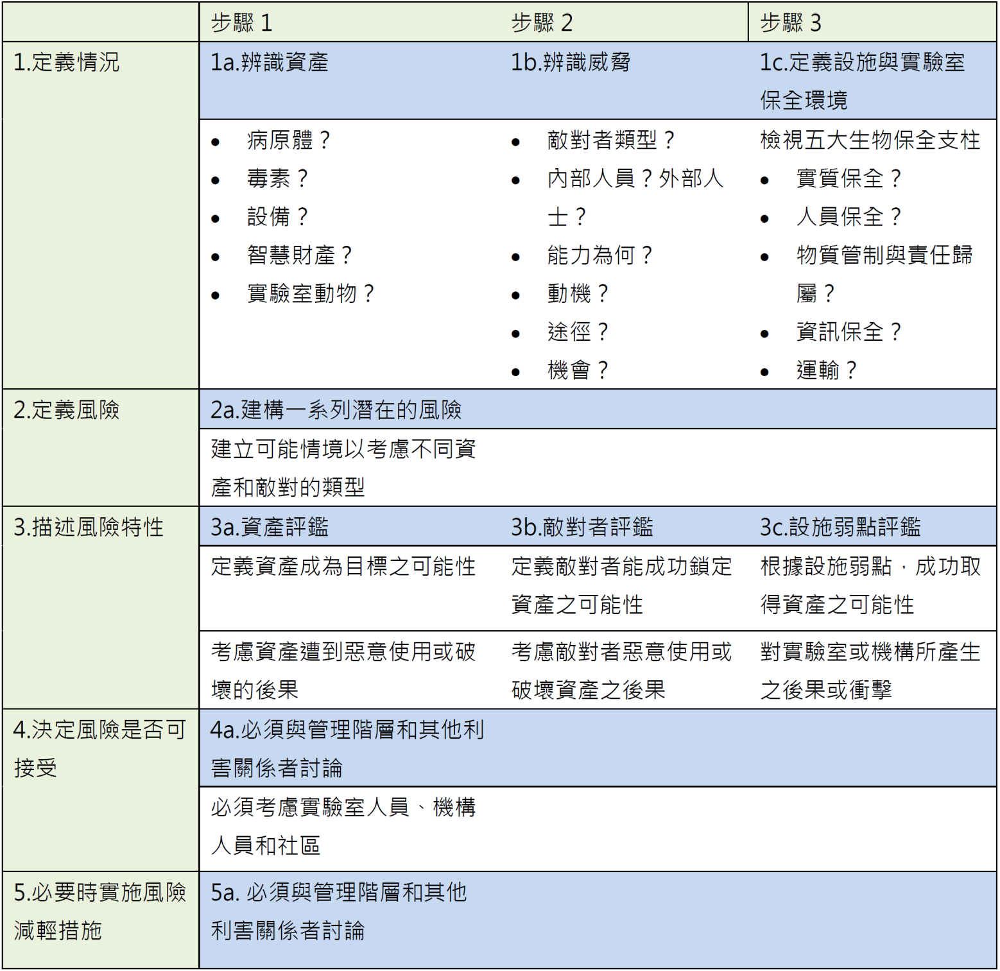 步驟 1
步驟 2
步驟 3
1.定義情況
1a.辨識資產
1b.辨識威脅
1c.定義設施與實驗室
保全環境
● 病原體？
● 毒素？
● 設備？
● 智慧財產？
● 實驗室動物？
● 敵對者類型？
● 內部人員？外部人
士？
● 能力為何？
● 動機？
● 途徑？
● 機會？
檢視五大生物保全支柱
● 實質保全？
● 人員保全？
● 物質管制與責任歸
屬？
● 資訊保全？
● 運輸？
2.定義風險
2a.建構一系列潛在的風險
建立可能情境以考慮不同資
產和敵對的類型
3.描述風險特性
3a.資產評鑑
3b.敵對者評鑑
3c.設施弱點評鑑
定義資產成為目標之可能性
定義敵對者能成功鎖定
資產之可能性
根據設施弱點，成功取
得資產之可能性
考慮資產遭到惡意使用或破
壞的後果
考慮敵對者惡意使用或
破壞資產之後果
對實驗室或機構所產生
之後果或衝擊
4.決定風險是否可
接受
4a.必須與管理階層和其他利
害關係者討論
必須考慮實驗室人員、機構
人員和社區
5.必要時實施風險
減輕措施
5a. 必須與管理階層和其他
利害關係者討論